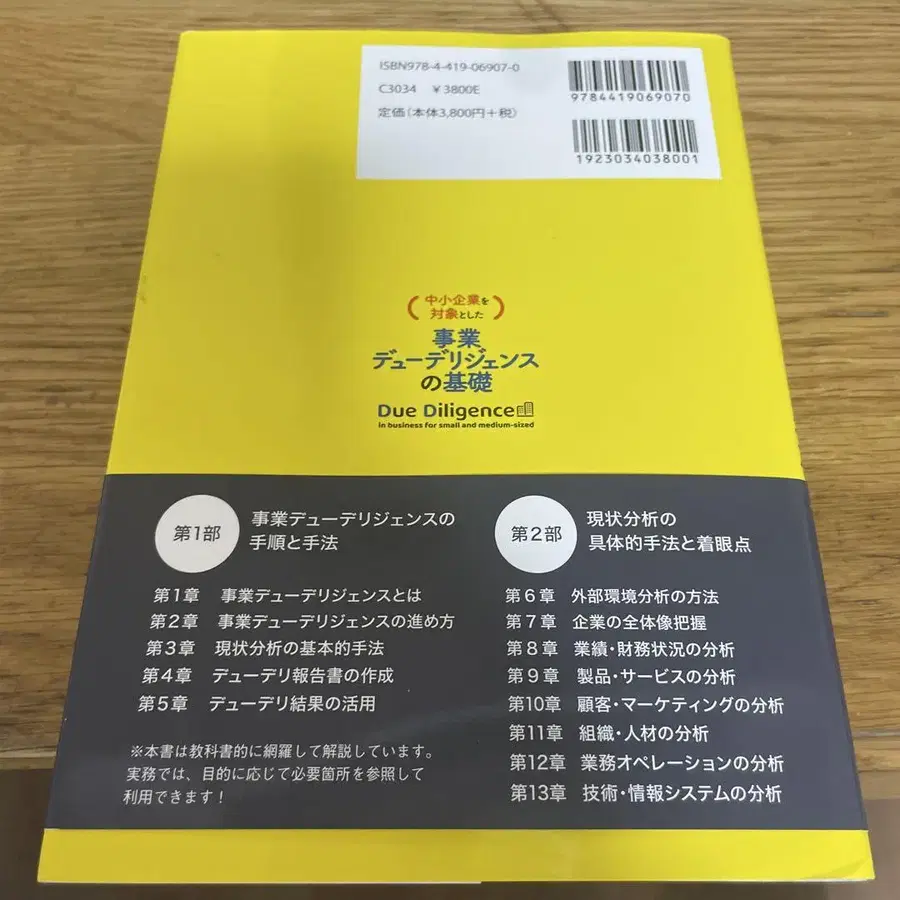 ISBN978-4-419-06907-0
C3034 ¥3800E
定価(本体3,800円+税)
9784419069070
1923034038001
中小企業を
対象とした
事業
デューデリジェンス
の基礎
Due Diligence
in business for small and medium-sized
第1部
事業デューデリジェンスの
手順と手法
第1章 事業デューデリジェンスとは
第2章 事業デューデリジェンスの進め方
第3章 現状分析の基本的手法
第4章 デューデリ報告書の作成
第5章 デューデリ結果の活用
※本書は教科書的に網羅して解説しています。
実務では、目的に応じて必要箇所を参照して
利用できます!
第2部
現状分析の
具体的手法と着眼点
第6章 外部環境分析の方法
第7章 企業の全体像把握
第8章 業績・財務状況の分析
第9章 製品・サービスの分析
第10章 顧客・マーケティングの分析
第11章 組織・人材の分析
第12章 業務オペレーションの分析
第13章 技術・情報システムの分析